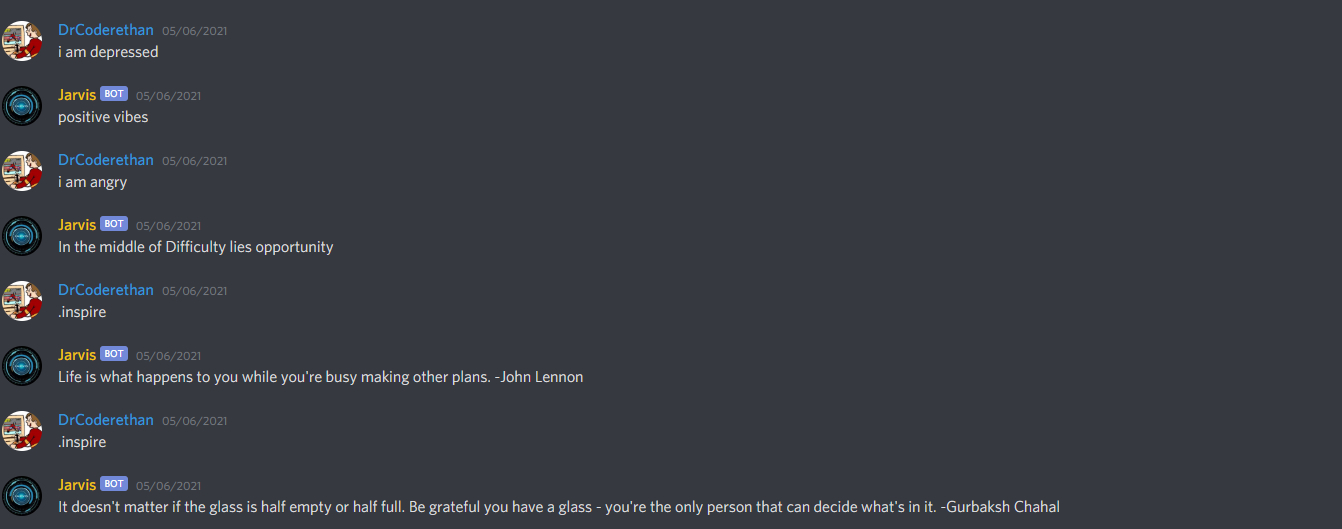 DrCoderethan 05/06/2021
i am depressed
Jarvis BOT 05/06/2021
positive vibes
DrCoderethan 05/06/2021
i am angry
Jarvis BOT 05/06/2021
In the middle of Difficulty lies opportunity
DrCoderethan 05/06/2021
.inspire
Jarvis BOT 05/06/2021
Life is what happens to you while you're busy making other plans. -John Lennon
DrCoderethan 05/06/2021
.inspire
Jarvis BOT 05/06/2021
It doesn't matter if the glass is half empty or half full. Be grateful you have a glass - you're the only person that can decide what's in it. -Gurbaksh Chahal